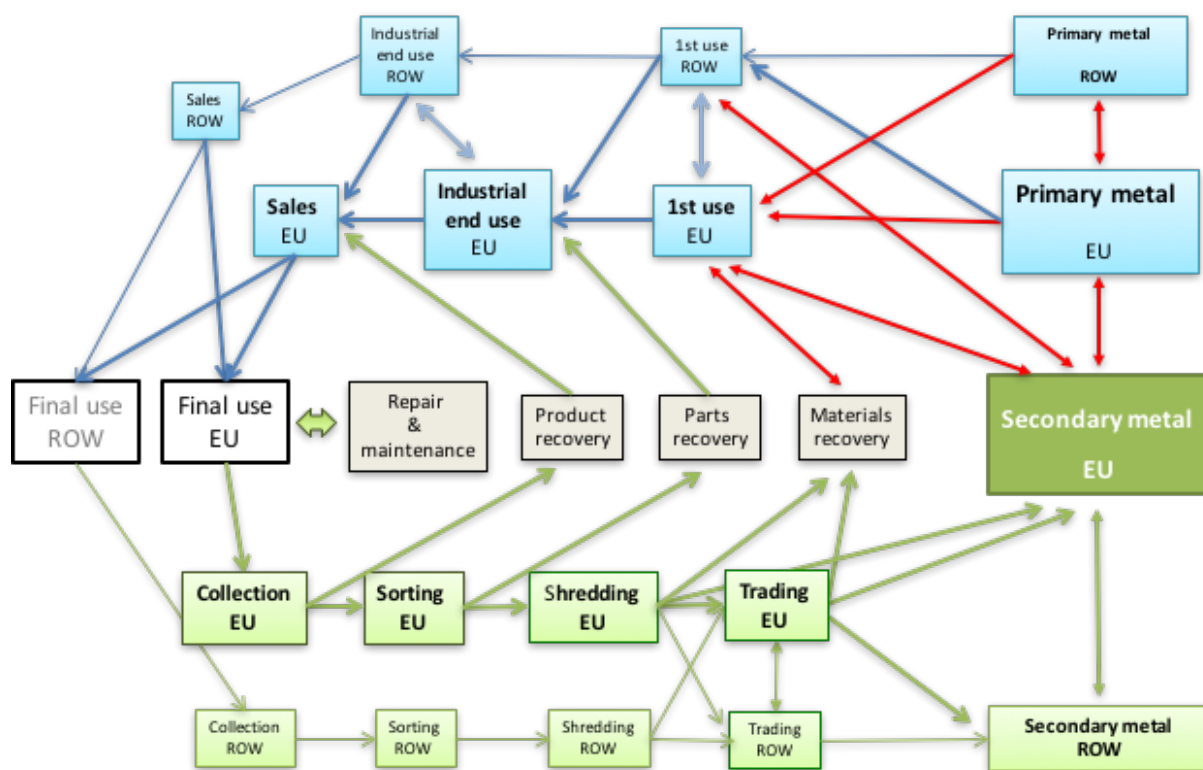 Industrial
end use
ROW
1st use
ROW
Primary metal
ROW
Sales
ROW
Sales
EU
Industrial
end use
EU
1st use
EU
Primary metal
EU
Final use
ROW
Final use
EU
Repair
&
maintenance
Product
recovery
Parts
recovery
Materials
recovery
Secondary metal
EU
Collection
EU
Sorting
EU
Shredding
EU
Trading
EU
Collection
ROW
Sorting
ROW
Shredding
ROW
Trading
ROW
Secondary metal
ROW